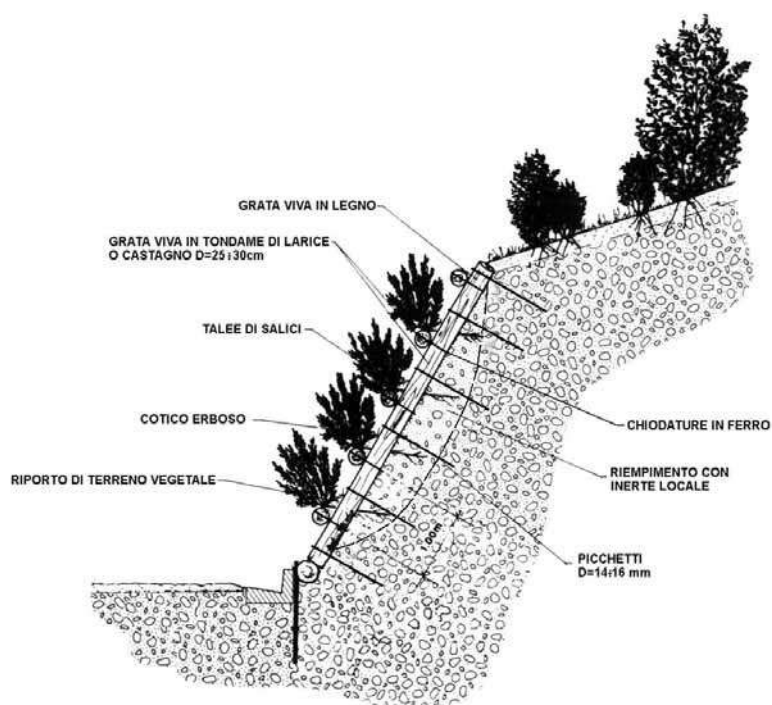 GRATA VIVA IN LEGNO
GRATA VIVA IN TONDAME DI LARICE
O CASTAGNO D=25÷30cm
TALEE DI SALICI
COTICO ERBOSO
RIPORTO DI TERRENO VEGETALE
CHIODATURE IN FERRO
RIEMPIMENTO CON
INERTE LOCALE
1.00m
PICCHETTI
D=14÷16 mm